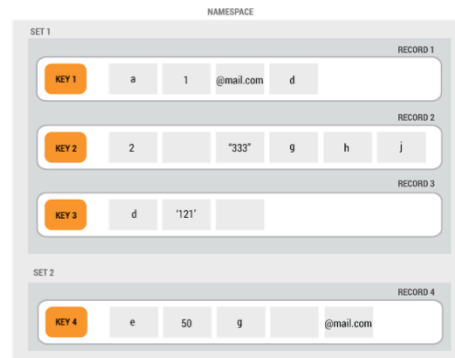 NAMESPACE
SET 1
RECORD 1
KEY 1 a 1 @mail.com d
RECORD 2
KEY 2 2 "333" g h j
RECORD 3
KEY 3 d '121'
SET 2
RECORD 4
KEY 4 e 50 g @mail.com